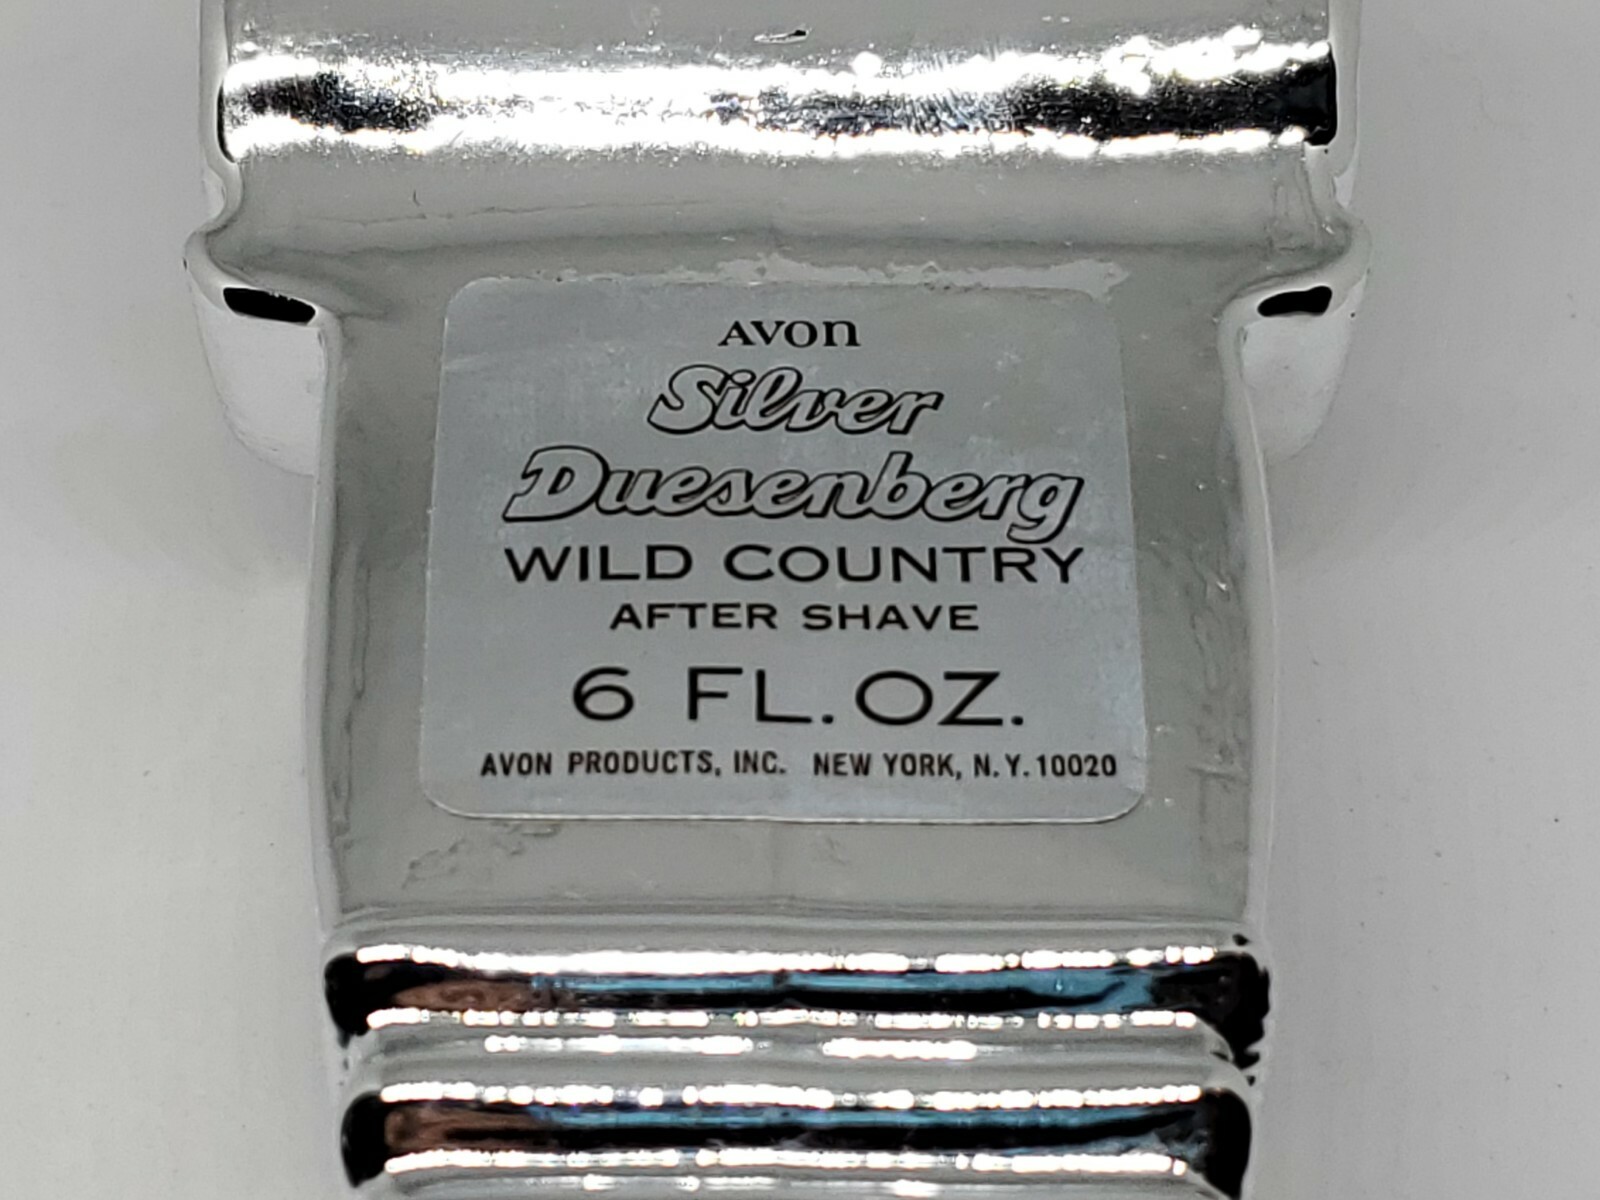 AVON
Silver
Duesenberg
WILD COUNTRY
AFTER SHAVE
6 FL. OZ.
AVON PRODUCTS, INC. NEW YORK, N.Y. 10020